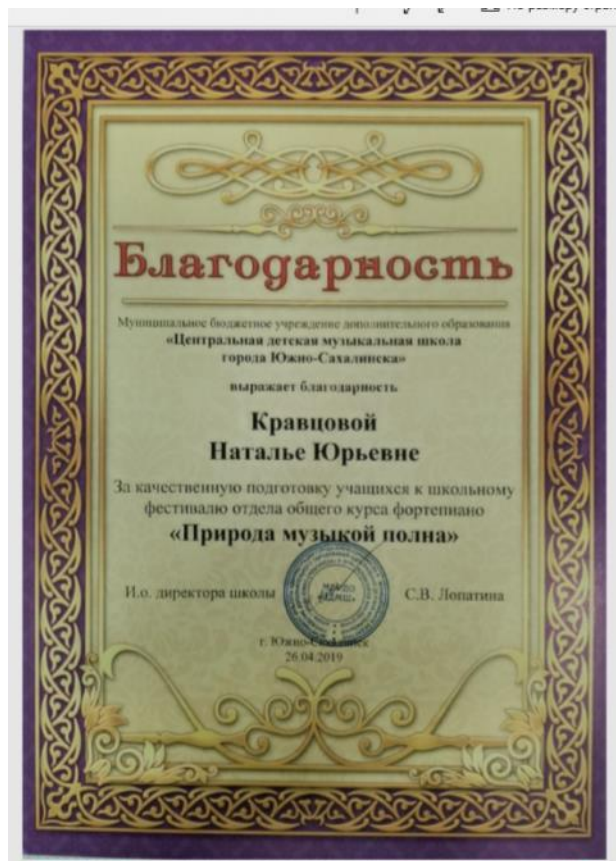 Благодарность
Муниципальное бюджетное учреждение дополнительного образования
«Центральная детская музыкальная школа
города Южно-Сахалинска»
выражает благодарность
Кравцовой
Наталье Юрьевне
За качественную подготовку учащихся к школьному
фестивалю отдела общего курса фортепиано
«Природа музыкой полна»
И.о. директора школы
С.В. Лопатина
г. Южно-Сахалинск
26.04.2019